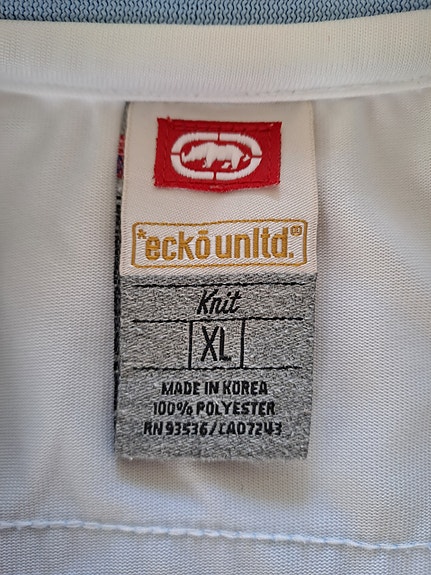 *eckō unltd.®
Knit
XL
MADE IN KOREA
100% POLYESTER
RN 93536/CA07243